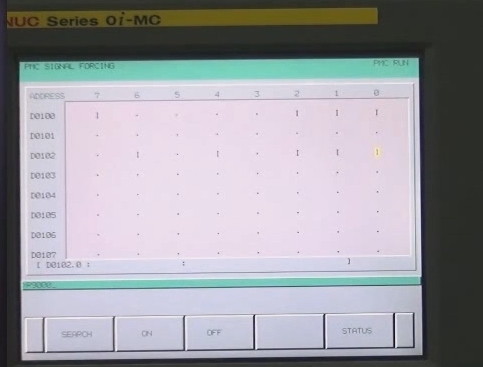 NUC Series 0i-MC
PMC SIGNAL FORCING PMC RUN
ADDRESS 7 6 5 4 3 2 1 0
D0100 I . . . . I I I
D0101 . . . . . . . .
D0102 . I . I . I I I
D0103 . . . . . . . .
D0104 . . . . . . . .
D0105 . . . . . . . .
D0106 . . . . . . . .
D0107 . . . . . . . .
[ D0102.0 : : ]
SEARCH ON OFF STATUS